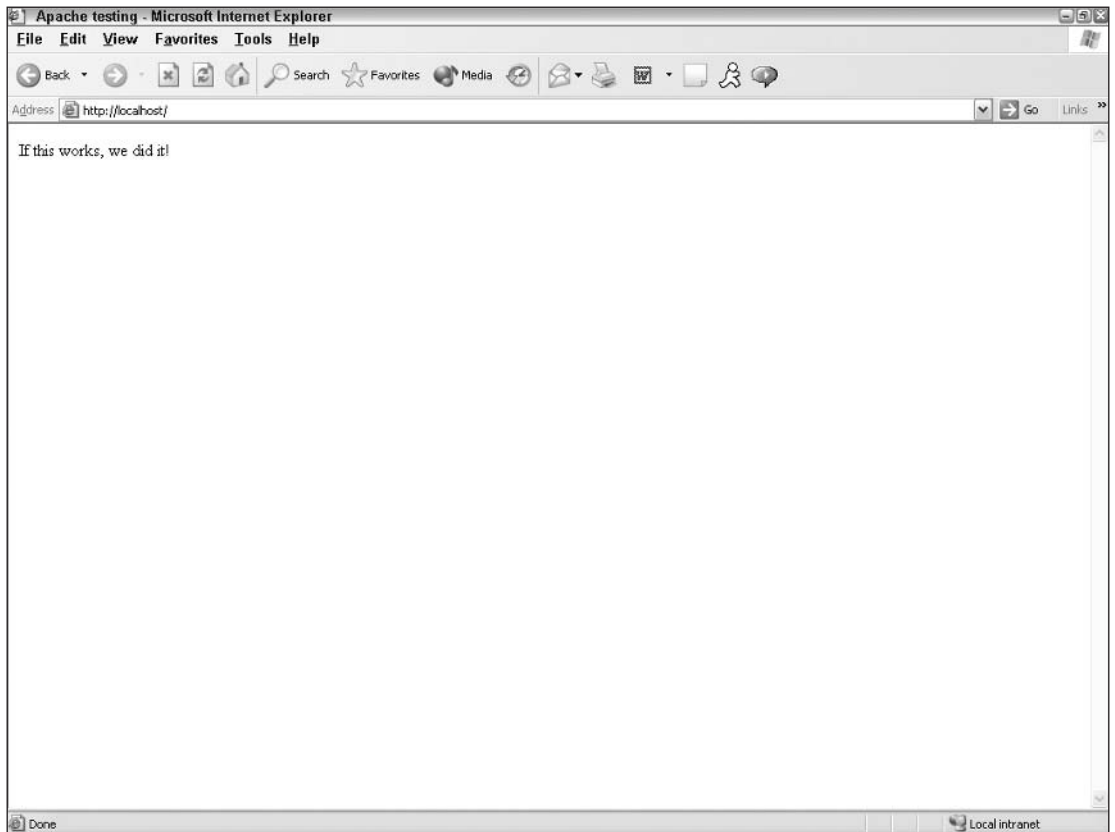 Apache testing - Microsoft Internet Explorer
File Edit View Favorites Tools Help
Back Search Favorites Media
Address http://localhost/ Go Links »
If this works, we did it!
Done Local intranet